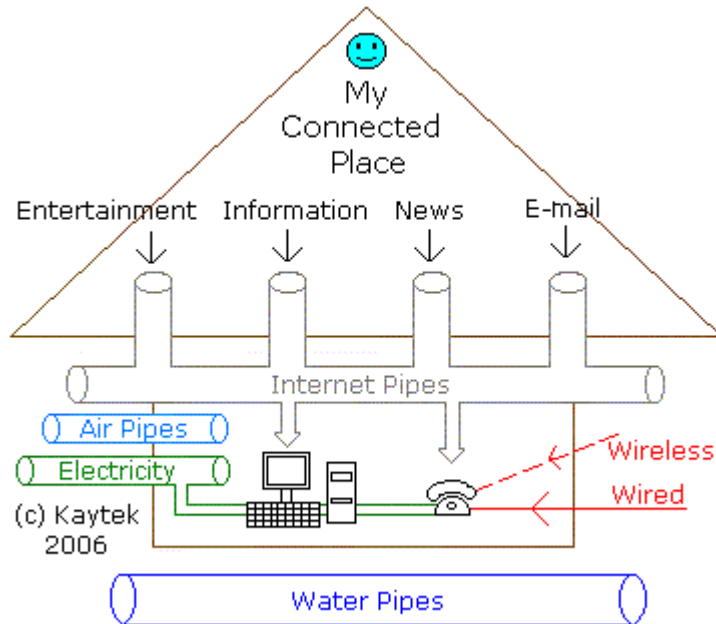 My
Connected
Place
Entertainment
Information
News
E-mail
Internet Pipes
Air Pipes
Electricity
Wireless
Wired
(c) Kaytek
2006
Water Pipes